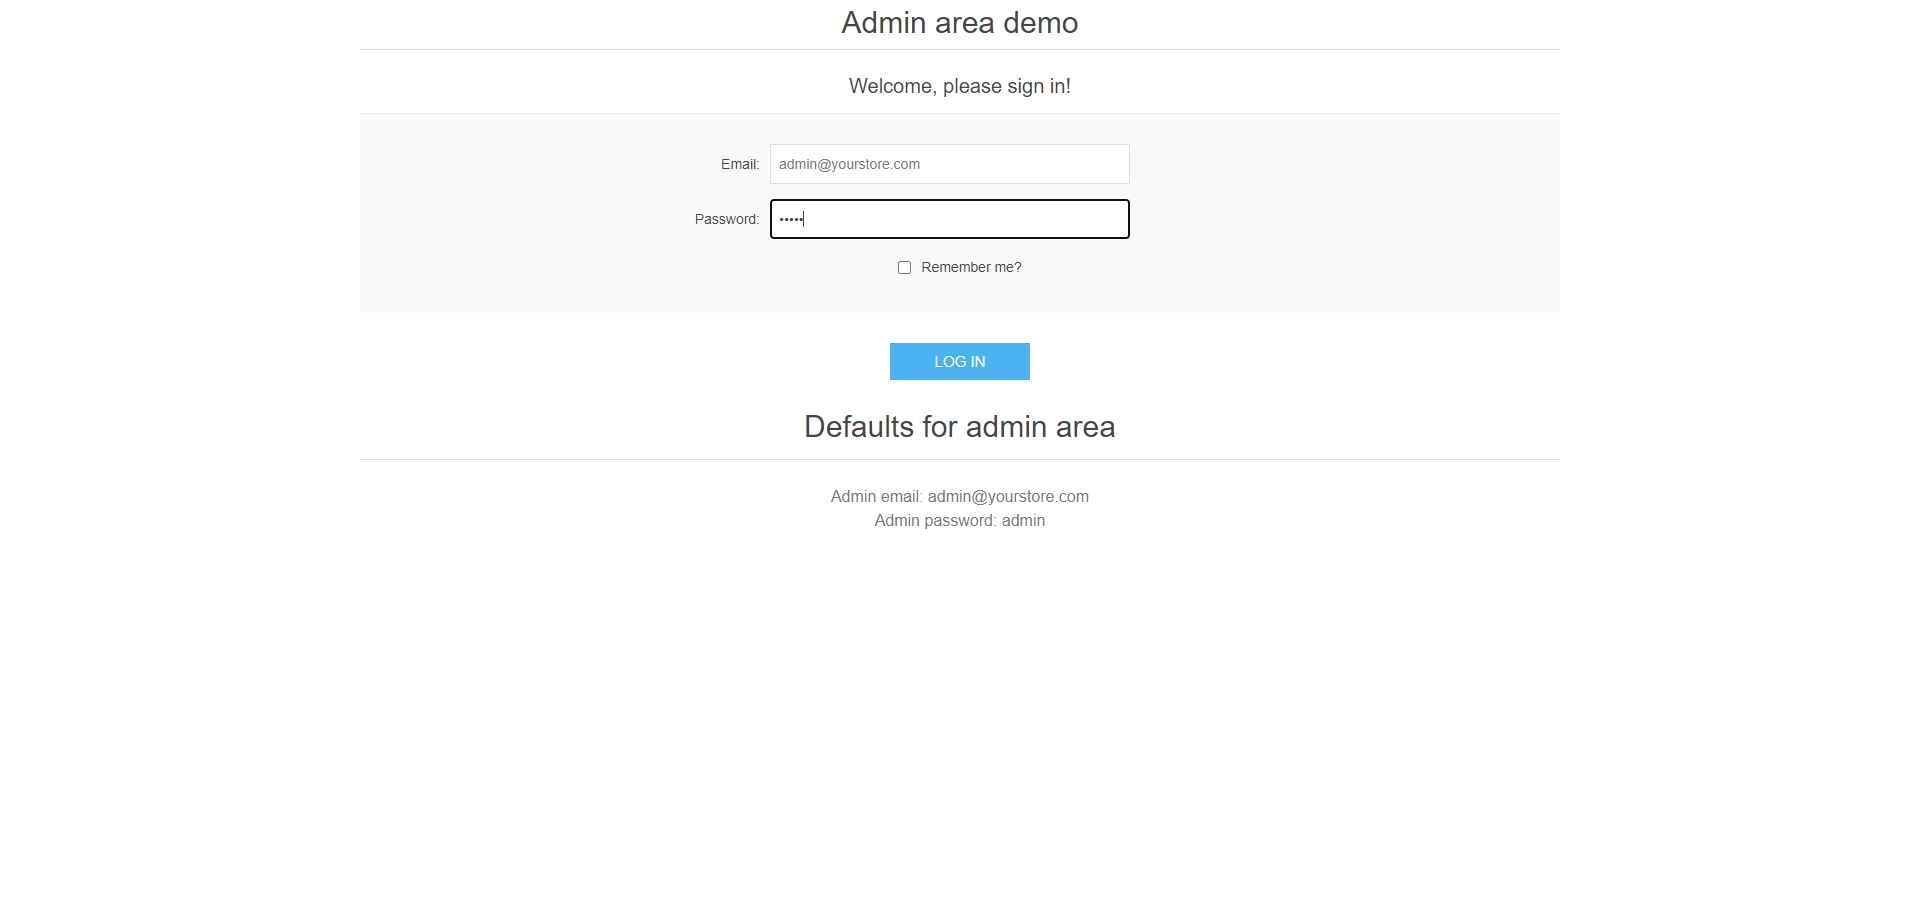 Admin area demo
Welcome, please sign in!
Email: admin@yourstore.com
Password: •••••
Remember me?
LOG IN
Defaults for admin area
Admin email: admin@yourstore.com
Admin password: admin